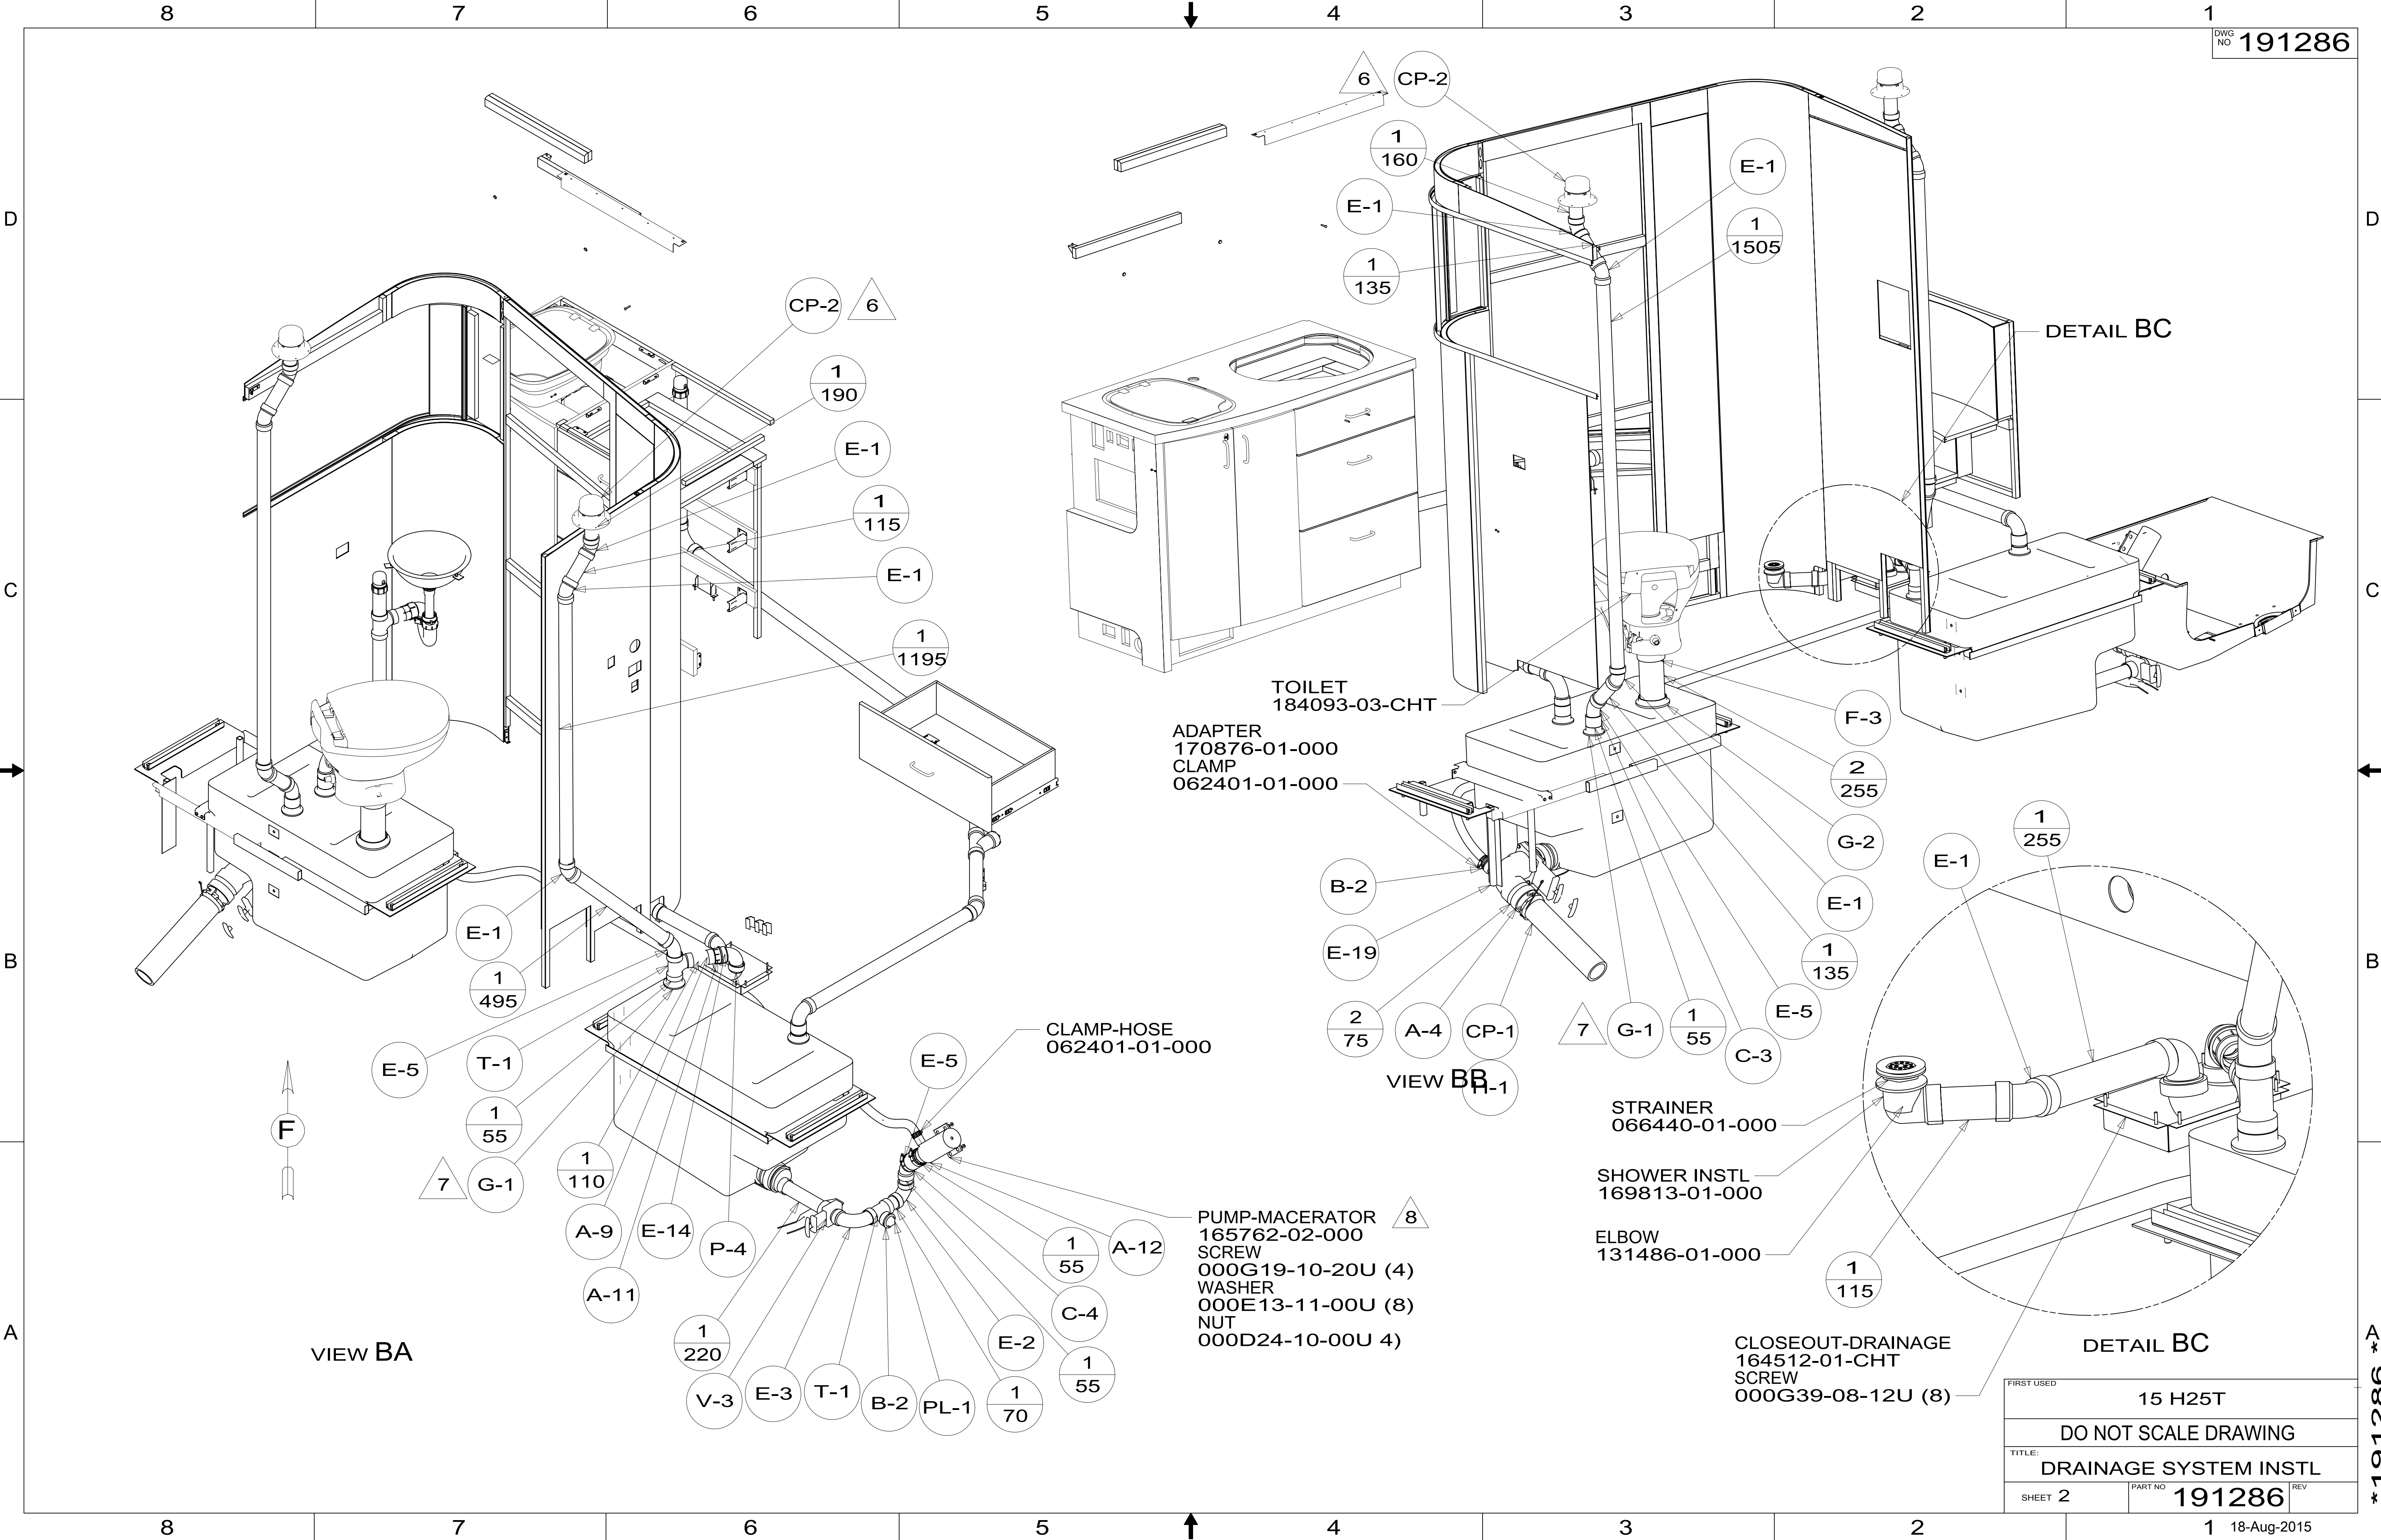 8 7 6 5 4 3 2 1
DWG NO 191286
D
D
C
C
B
B
A
A
6
CP-2
1
160
E-1
1
135
E-1
1
1505
DETAIL BC
CP-2
6
1
190
E-1
1
115
E-1
1
1195
E-1
1
495
E-5
T-1
1
55
7
G-1
1
110
A-9
A-11
E-14
P-4
F
VIEW BA
CLAMP-HOSE
062401-01-000
E-5
PUMP-MACERATOR
8
165762-02-000
SCREW
000G19-10-20U (4)
WASHER
000E13-11-00U (8)
NUT
000D24-10-00U 4)
1
55
A-12
C-4
E-2
1
55
1
220
V-3
E-3
T-1
B-2
PL-1
1
70
TOILET
184093-03-CHT
ADAPTER
170876-01-000
CLAMP
062401-01-000
F-3
2
255
G-2
E-1
1
135
E-5
C-3
1
55
G-1
7
B-2
E-19
2
75
A-4
CP-1
H-1
VIEW BB
E-1
1
255
STRAINER
066440-01-000
SHOWER INSTL
169813-01-000
ELBOW
131486-01-000
1
115
CLOSEOUT-DRAINAGE
164512-01-CHT
SCREW
000G39-08-12U (8)
DETAIL BC
FIRST USED
15 H25T
DO NOT SCALE DRAWING
TITLE:
DRAINAGE SYSTEM INSTL
SHEET 2
PART NO 191286
REV
*191286 *
8 7 6 5 4 3 2 1
18-Aug-2015